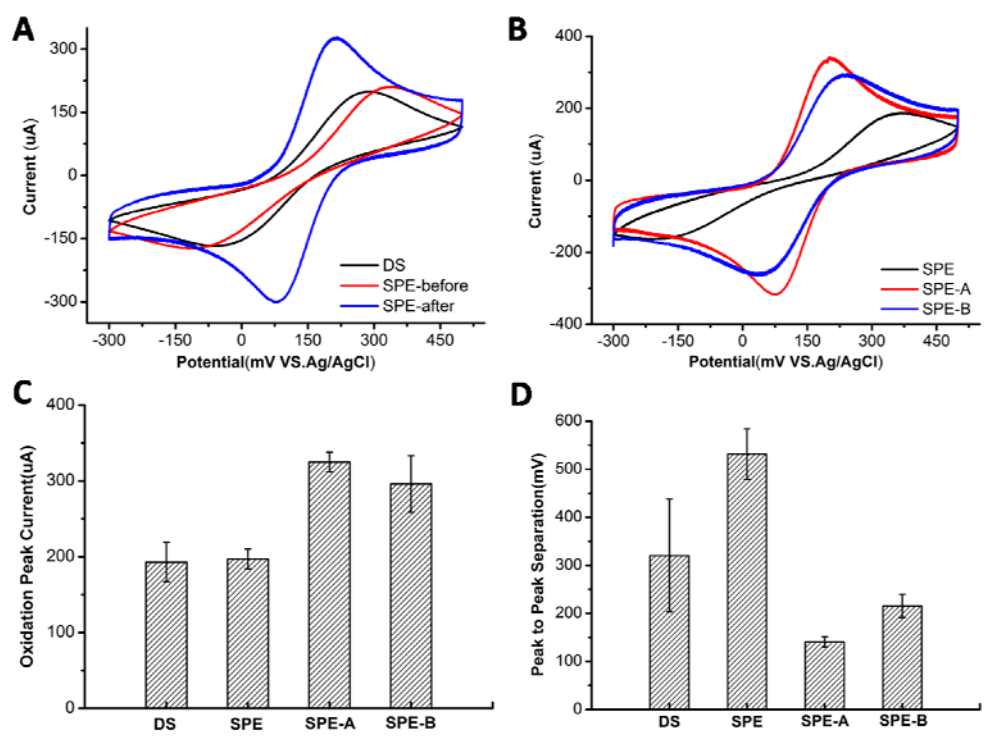 A
300
150
0
-150
-300
Currrent (uA)
DS
SPE-before
SPE-after
-300 -150 0 150 300 450
Potential(mV VS.Ag/AgCl)
B
400
200
0
-200
-400
Currrent (uA)
SPE
SPE-A
SPE-B
-300 -150 0 150 300 450
Potential(mV VS.Ag/AgCl)
C
400
300
200
100
0
Oxidation Peak Current(uA)
DS SPE SPE-A SPE-B
D
600
500
400
300
200
100
0
Peak to Peak Separation(mV)
DS SPE SPE-A SPE-B